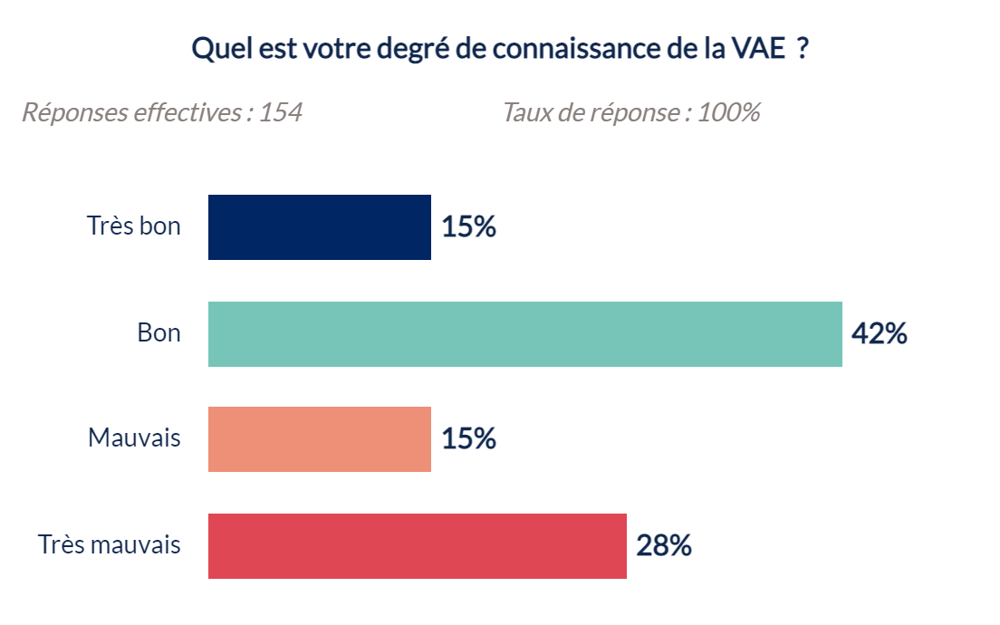 Quel est votre degré de connaissance de la VAE ?
Réponses effectives : 154
Taux de réponse : 100%
Très bon
15%
Bon
42%
Mauvais
15%
Très mauvais
28%